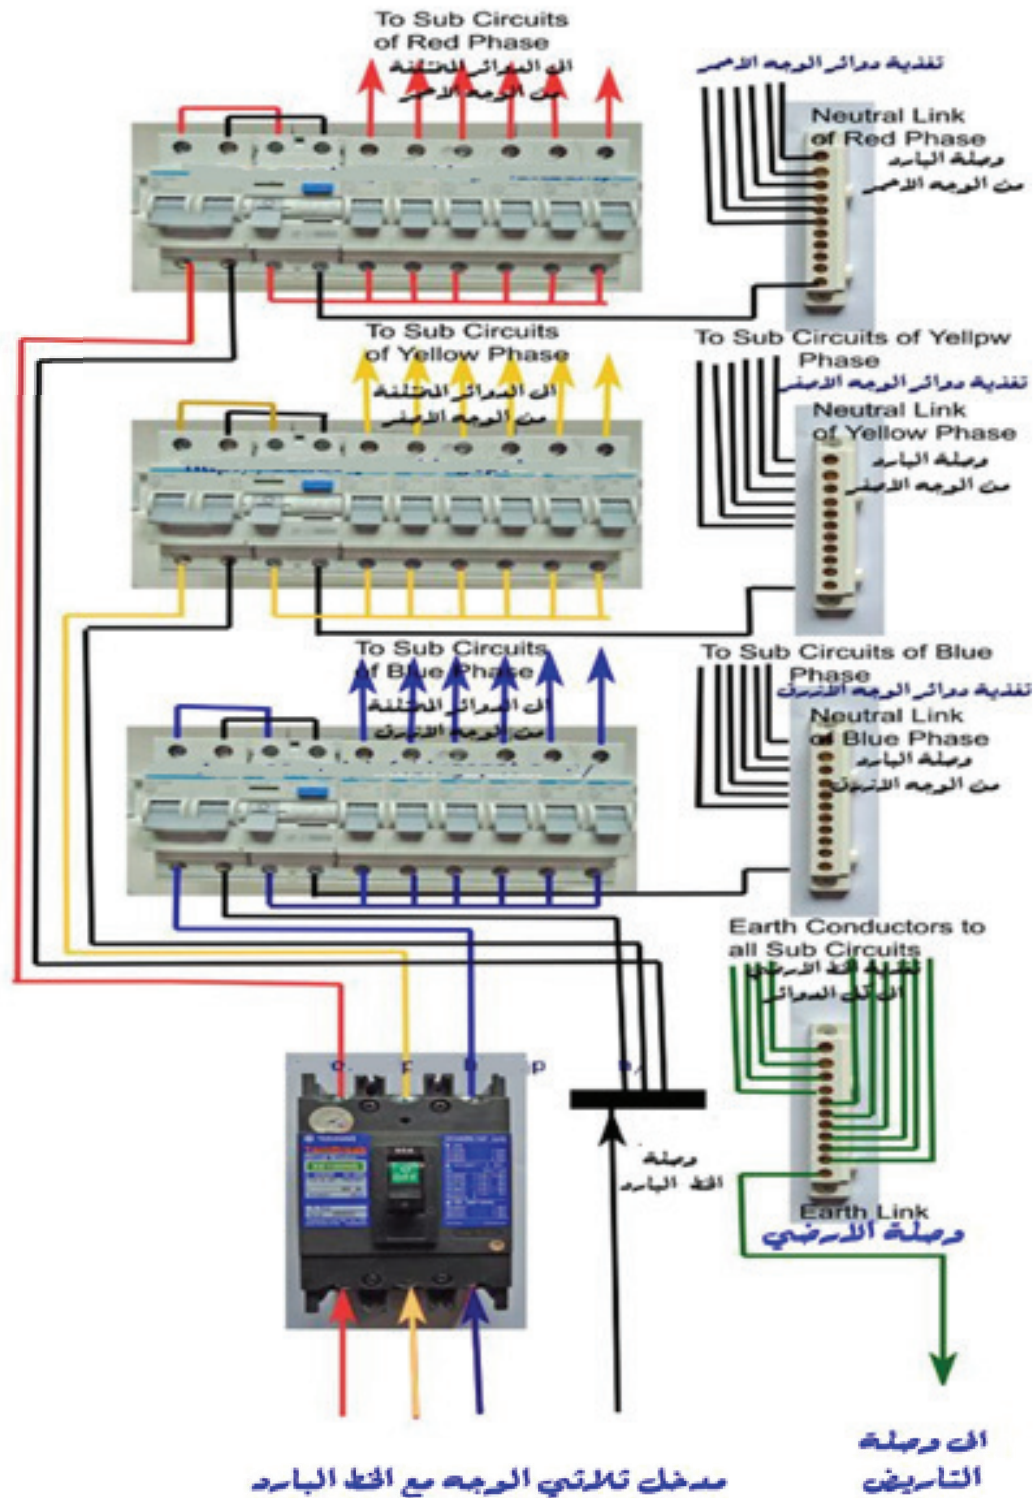 To Sub Circuits
of Red Phase
الى الدوائر المختلفة
من الوجه الاحمر
تغذية دوائر الوجه الاحمر
Neutral Link
of Red Phase
وصلة البارد
من الوجه الاحمر
To Sub Circuits
of Yellow Phase
الى الدوائر المختلفة
من الوجه الاصفر
To Sub Circuits of Yellpw
Phase
تغذية دوائر الوجه الاصفر
Neutral Link
of Yellow Phase
وصلة البارد
من الوجه الاصفر
To Sub Circuits
of Blue Phase
الى الدوائر المختلفة
من الوجه الازرق
To Sub Circuits of Blue
Phase
تغذية دوائر الوجه الازرق
Neutral Link
of Blue Phase
وصلة البارد
من الوجه الازرق
Earth Conductors to
all Sub Circuits
تغذية الخط الارضي
الى كل الدوائر
وصلة
الخط البارد
Earth Link
وصلة الارضي
الى وصلة
التاريض
مدخل ثلاثي الوجه مع الخط البارد